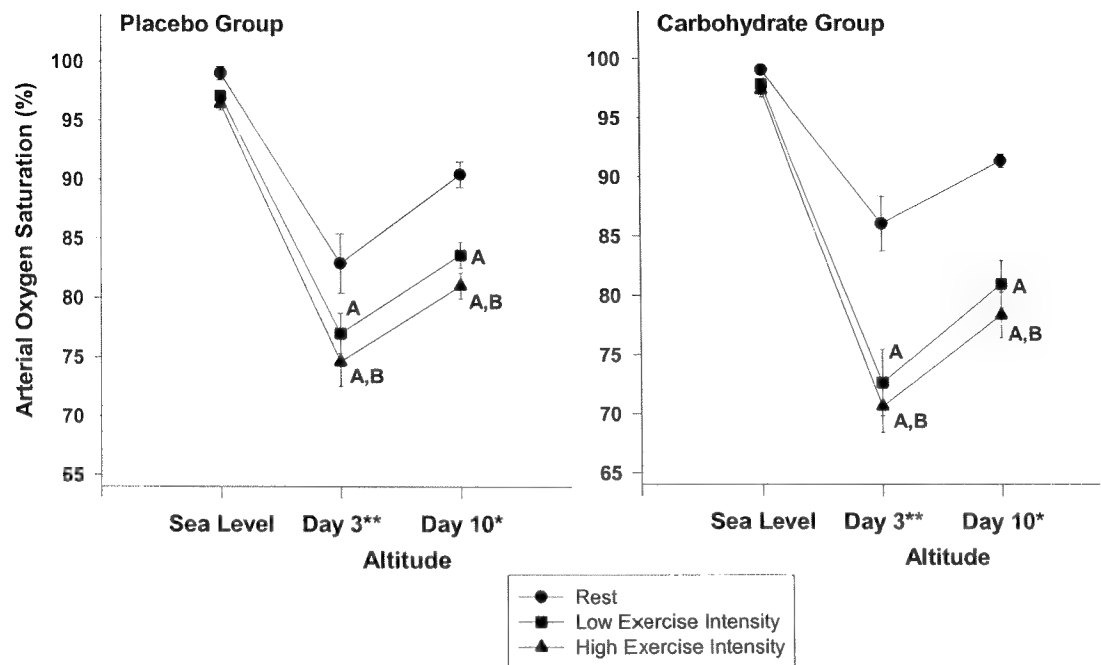 Placebo Group
Arterial Oxygen Saturation (%)
100
95
90
85
80
75
70
65
A
A,B
A
A,B
Sea Level Day 3** Day 10*
Altitude
Carbohydrate Group
100
95
90
85
80
75
70
65
A
A,B
A
A,B
Sea Level Day 3** Day 10*
Altitude
Rest
Low Exercise Intensity
High Exercise Intensity